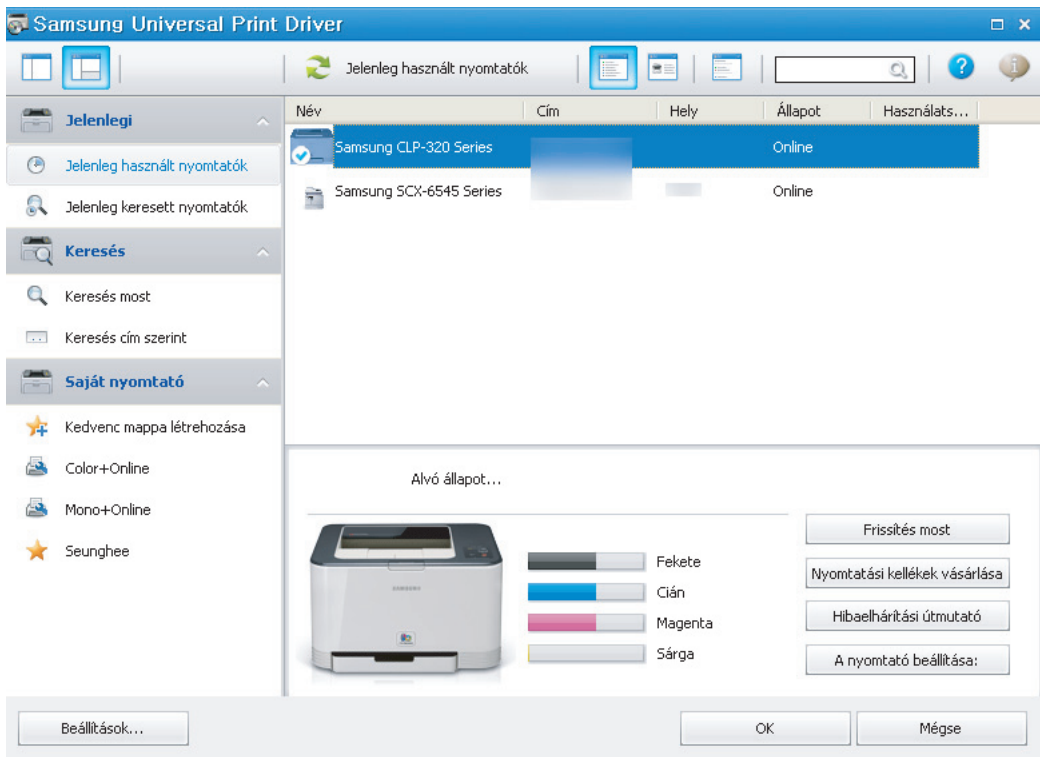 Samsung Universal Print Driver
Jelenleg használt nyomtatók
Jelenlegi
Jelenleg használt nyomtatók
Jelenleg keresett nyomtatók
Keresés
Keresés most
Keresés cím szerint
Saját nyomtató
Kedvenc mappa létrehozása
Color+Online
Mono+Online
Seunghee
Név Cím Hely Állapot Használats...
Samsung CLP-320 Series Online
Samsung SCX-6545 Series Online
Alvó állapot...
SAMSUNG
Fekete
Cián
Magenta
Sárga
Frissítés most
Nyomtatási kellékek vásárlása
Hibaelhárítási útmutató
A nyomtató beállítása:
Beállítások... OK Mégse